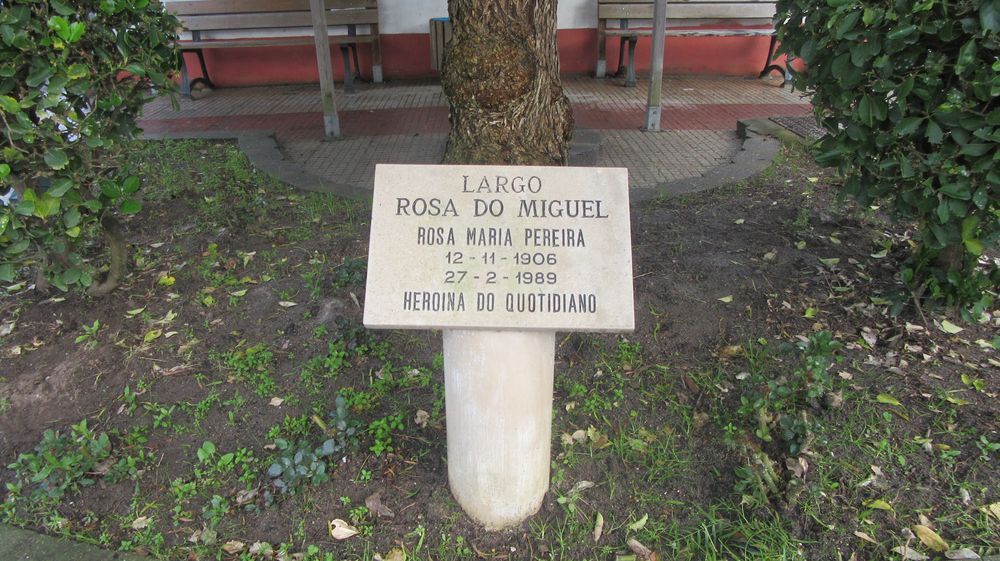 LARGO
ROSA DO MIGUEL
ROSA MARIA PEREIRA
12 - 11 - 1906
27 - 2 - 1989
HEROINA DO QUOTIDIANO